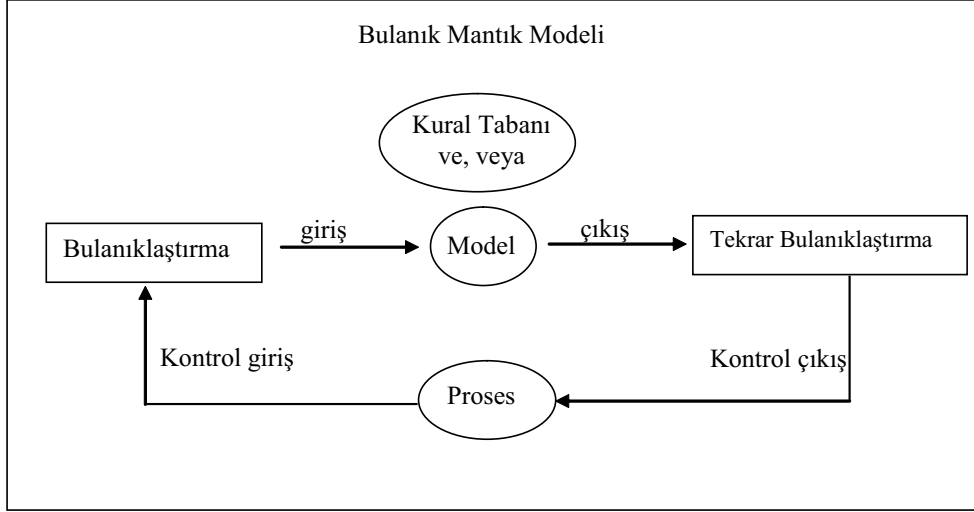 Bulanık Mantık Modeli
Kural Tabanı
ve, veya
giriş
çıkış
Bulanıklaştırma
Model
Tekrar Bulanıklaştırma
Kontrol giriş
Kontrol çıkış
Proses